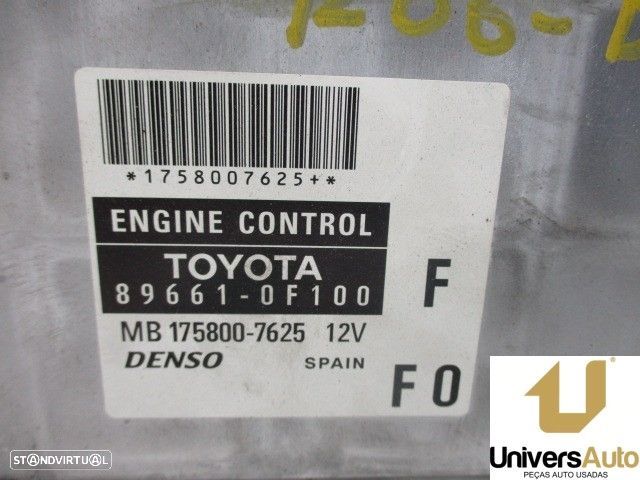 *1758007625+*
ENGINE CONTROL
TOYOTA
89661-0F100
F
MB 175800-7625 12V
DENSO SPAIN
F0
UniversAuto
PEÇAS AUTO USADAS
STANDVIRTUAL